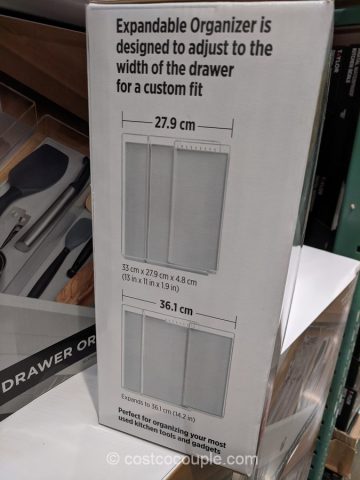 Expandable Organizer is
designed to adjust to the
width of the drawer
for a custom fit
27.9 cm
33 cm x 27.9 cm x 4.8 cm
(13 in x 11 in x 1.9 in)
36.1 cm
Expands to 36.1 cm (14.2 in)
Perfect for organizing your most
used kitchen tools and gadgets
DRAWER OR
© costcocouple.com